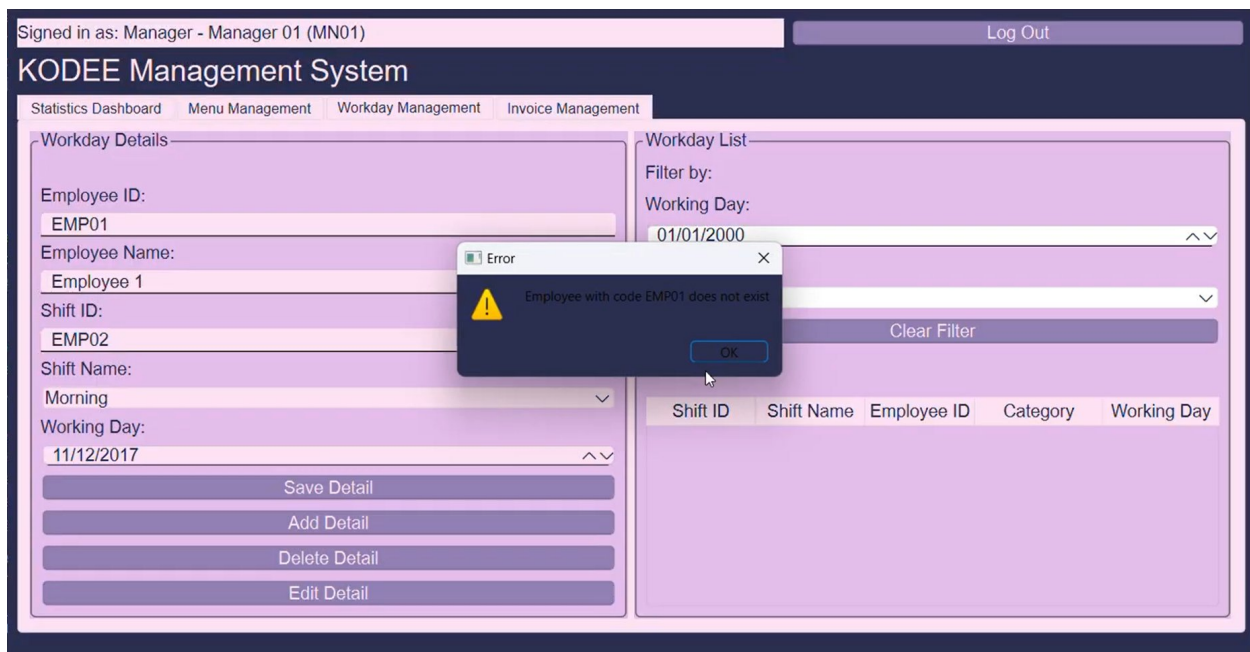 Signed in as: Manager - Manager 01 (MN01)
Log Out
KODEE Management System
Statistics Dashboard
Menu Management
Workday Management
Invoice Management
Workday Details
Employee ID:
EMP01
Employee Name:
Employee 1
Shift ID:
EMP02
Shift Name:
Morning
Working Day:
11/12/2017
Save Detail
Add Detail
Delete Detail
Edit Detail
Workday List
Filter by:
Working Day:
01/01/2000
Clear Filter
Shift ID Shift Name Employee ID Category Working Day
Error
Employee with code EMP01 does not exist
OK